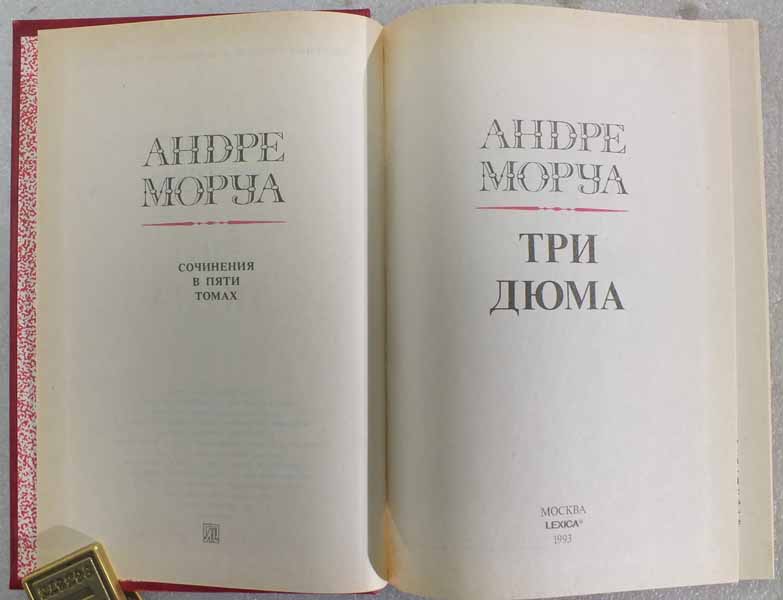 АНДРЕ
МОРУА
СОЧИНЕНИЯ
В ПЯТИ
ТОМАХ
АНДРЕ
МОРУА
ТРИ
ДЮМА
МОСКВА
LEXICA®
1993